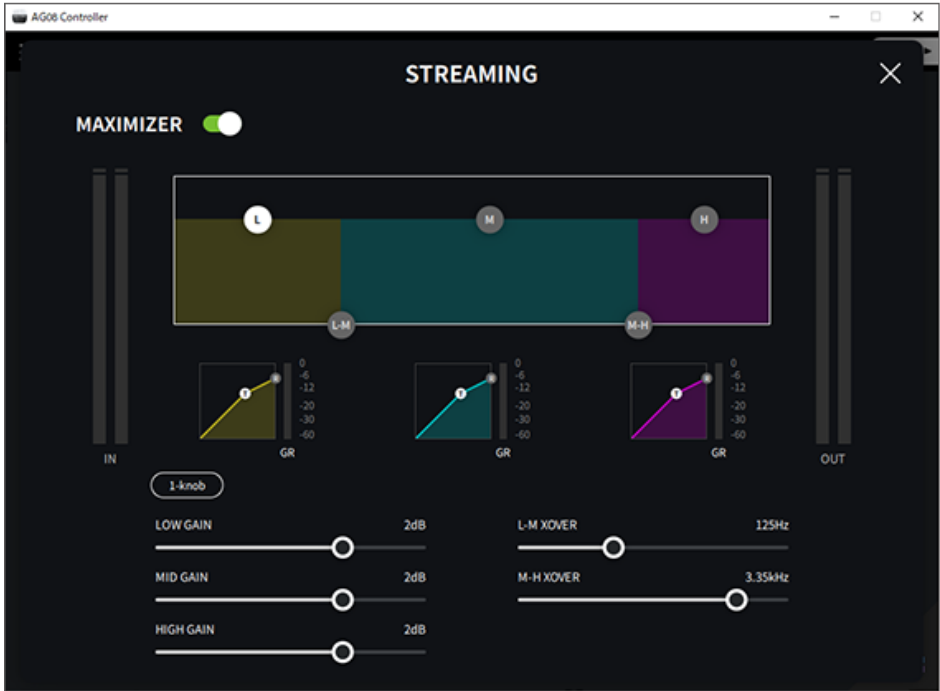 AG08 Controller
STREAMING
MAXIMIZER
L M H
L-M M-H
T R 0 -6 -12 -20 -30 -60 GR
T R 0 -6 -12 -20 -30 -60 GR
T R 0 -6 -12 -20 -30 -60 GR
IN OUT
1-knob
LOW GAIN 2dB L-M XOVER 125Hz
MID GAIN 2dB M-H XOVER 3.35kHz
HIGH GAIN 2dB